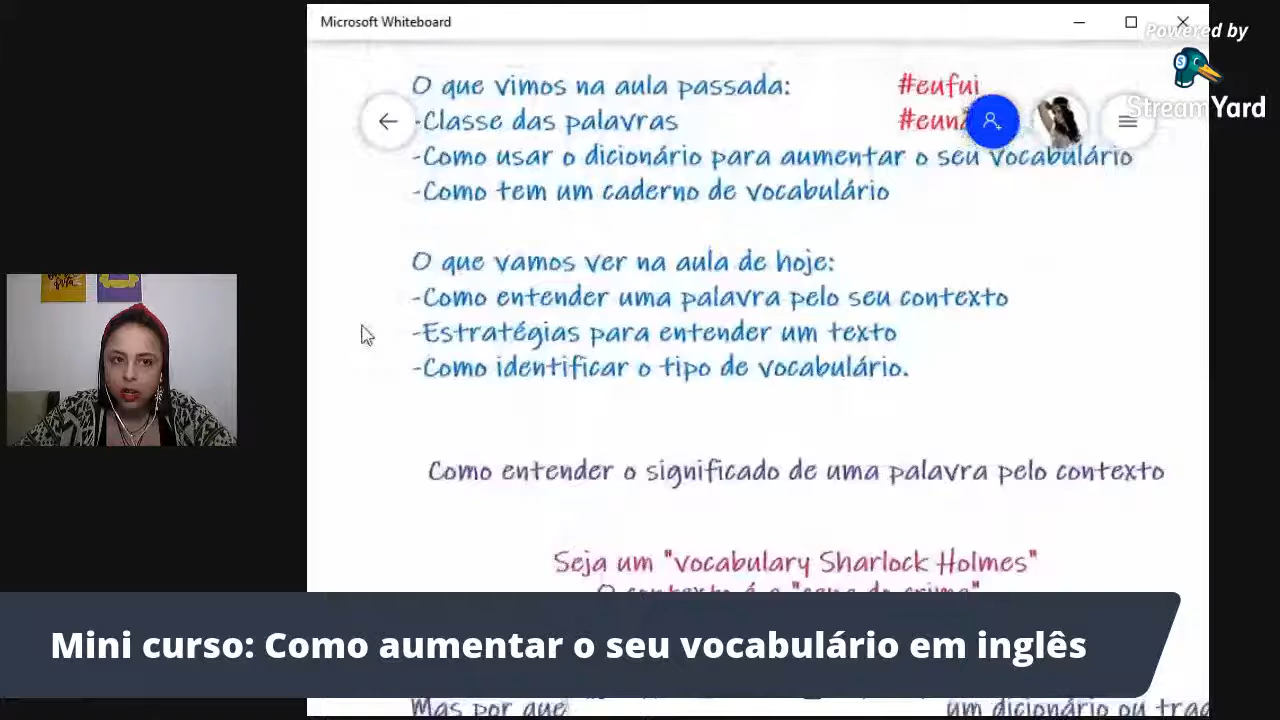 Microsoft Whiteboard
Powered by
StreamYard
O que vimos na aula passada: #eufui
-Classe das palavras
-Como usar o dicionário para aumentar o seu vocabulário
-Como tem um caderno de vocabulário
O que vamos ver na aula de hoje:
-Como entender uma palavra pelo seu contexto
-Estratégias para entender um texto
-Como identificar o tipo de vocabulário.
Como entender o significado de uma palavra pelo contexto
Seja um "vocabulary Sharlock Holmes"
O contexto é a "cena do crime"
Mini curso: Como aumentar o seu vocabulário em inglês
Mas por que um dicionário ou